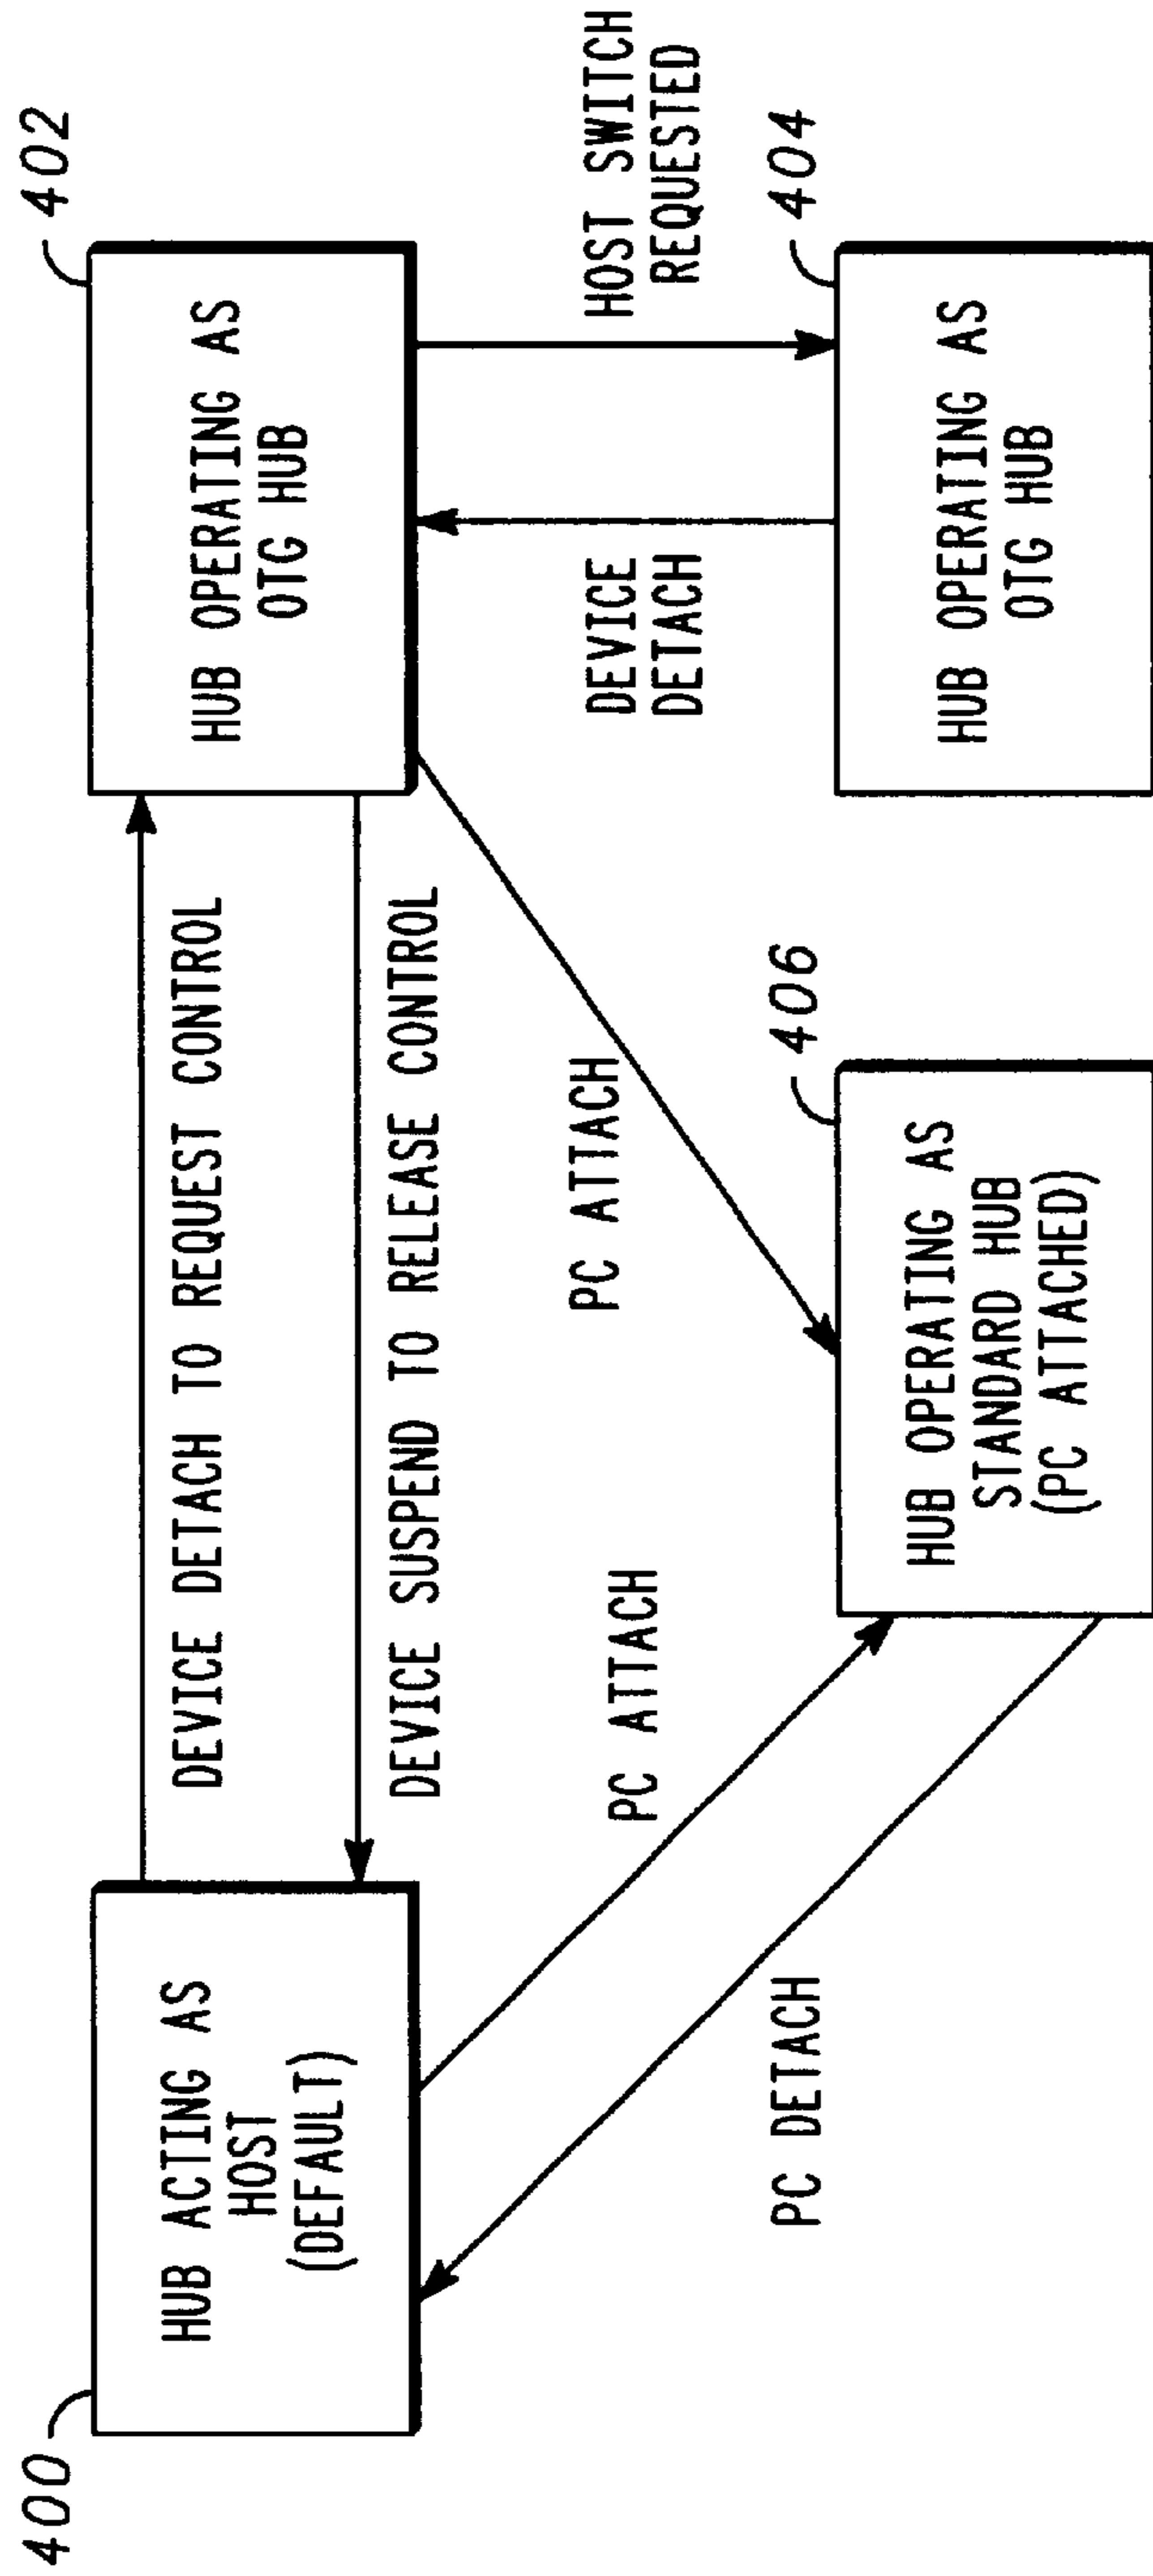 400
HUB ACTING AS
HOST
(DEFAULT)
DEVICE DETACH TO REQUEST CONTROL
DEVICE SUSPEND TO RELEASE CONTROL
402
HUB OPERATING AS
OTG HUB
PC ATTACH
PC DETACH
PC ATTACH
DEVICE
DETACH
HOST SWITCH
REQUESTED
406
HUB OPERATING AS
STANDARD HUB
(PC ATTACHED)
404
HUB OPERATING AS
OTG HUB